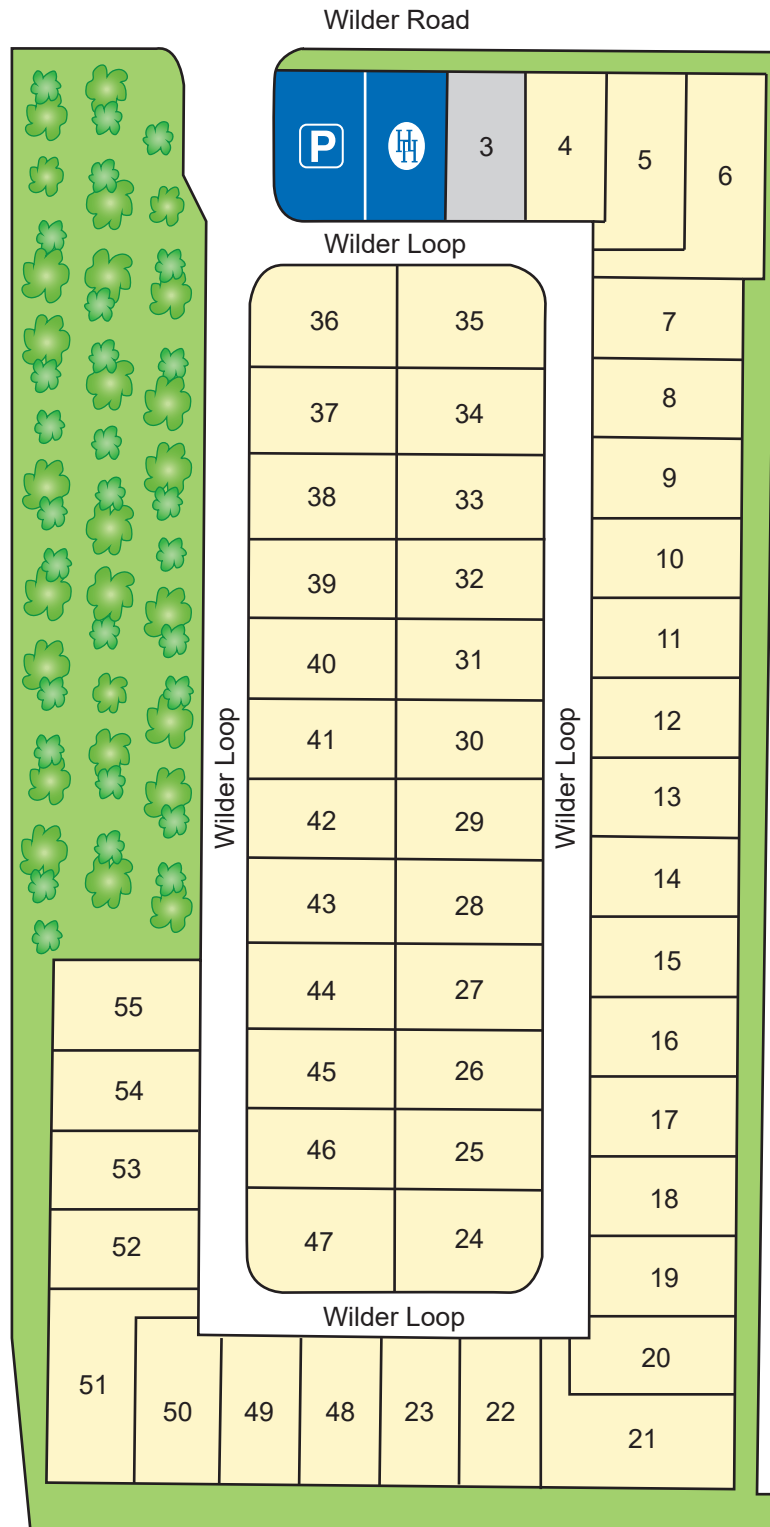 Wilder Road
P HH 3 4 5 6
Wilder Loop
36 35 7
37 34 8
38 33 9
39 32 10
40 31 11
Wilder Loop 41 30 Wilder Loop 12
42 29 13
43 28 14
55 44 27 15
54 45 26 16
53 46 25 17
52 47 24 18
19
Wilder Loop
20
51 50 49 48 23 22 21